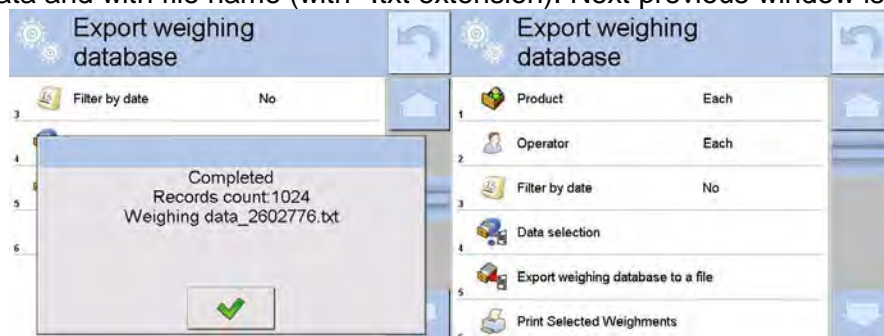 ata and with file name (with *.txt extension). Next previous window is
Export weighing
database
3 Filter by date No
4
5
6
Completed
Records count:1024
Weighing data_2602776.txt
Export weighing
database
1 Product Each
2 Operator Each
3 Filter by date No
4 Data selection
5 Export weighing database to a file
6 Print Selected Weighments